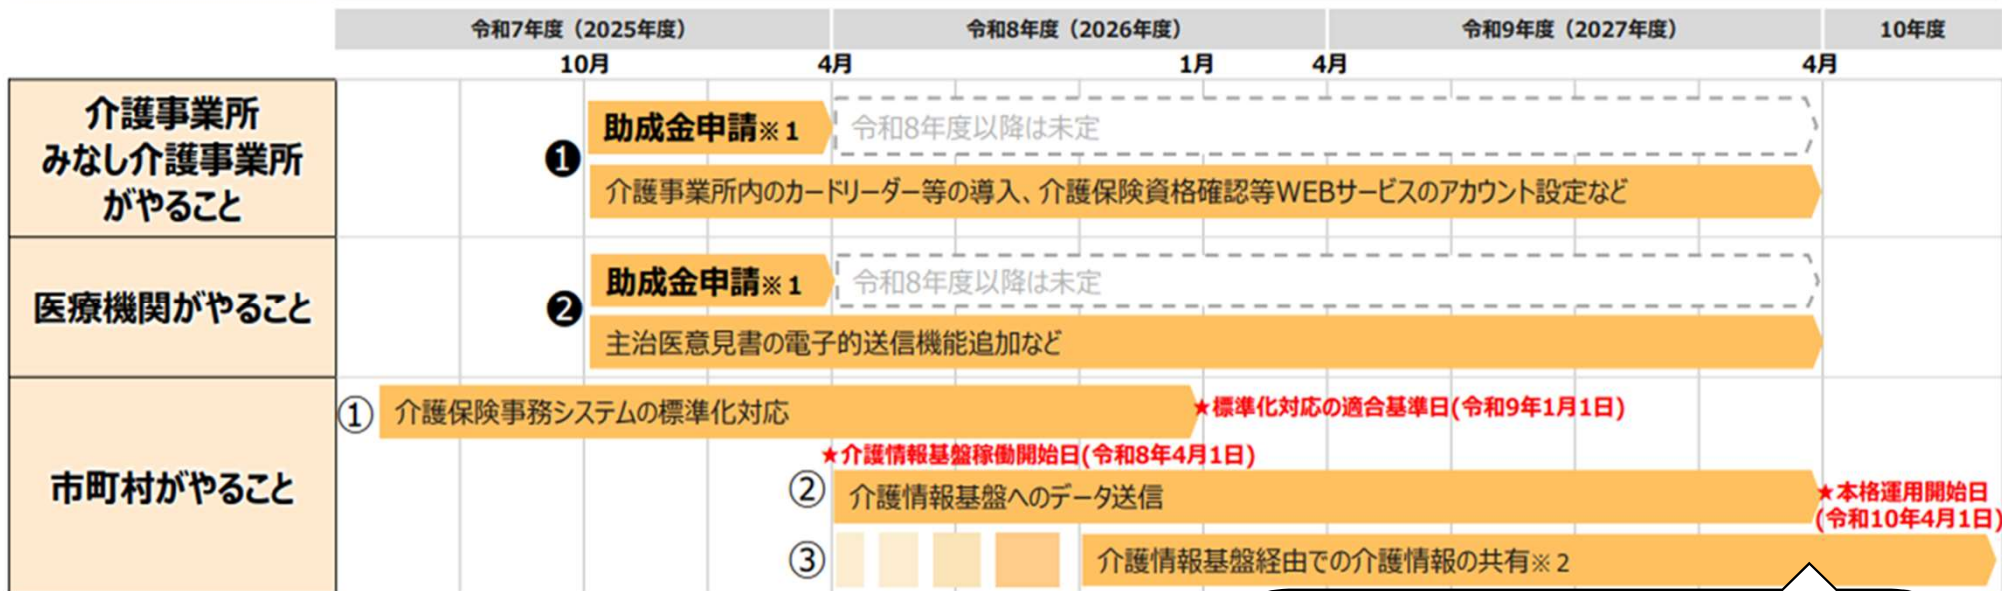 令和7年度（2025年度）
令和8年度（2026年度）
令和9年度（2027年度）
10年度
10月
4月
1月
4月
4月
介護事業所
みなし介護事業所
がやること
❶
助成金申請※1
令和8年度以降は未定
介護事業所内のカードリーダー等の導入、介護保険資格確認等WEBサービスのアカウント設定など
医療機関がやること
❷
助成金申請※1
令和8年度以降は未定
主治医意見書の電子的送信機能追加など
市町村がやること
①
介護保険事務システムの標準化対応
★標準化対応の適合基準日(令和9年1月1日)
★介護情報基盤稼働開始日(令和8年4月1日)
②
介護情報基盤へのデータ送信
★本格運用開始日
(令和10年4月1日)
③
介護情報基盤経由での介護情報の共有※2